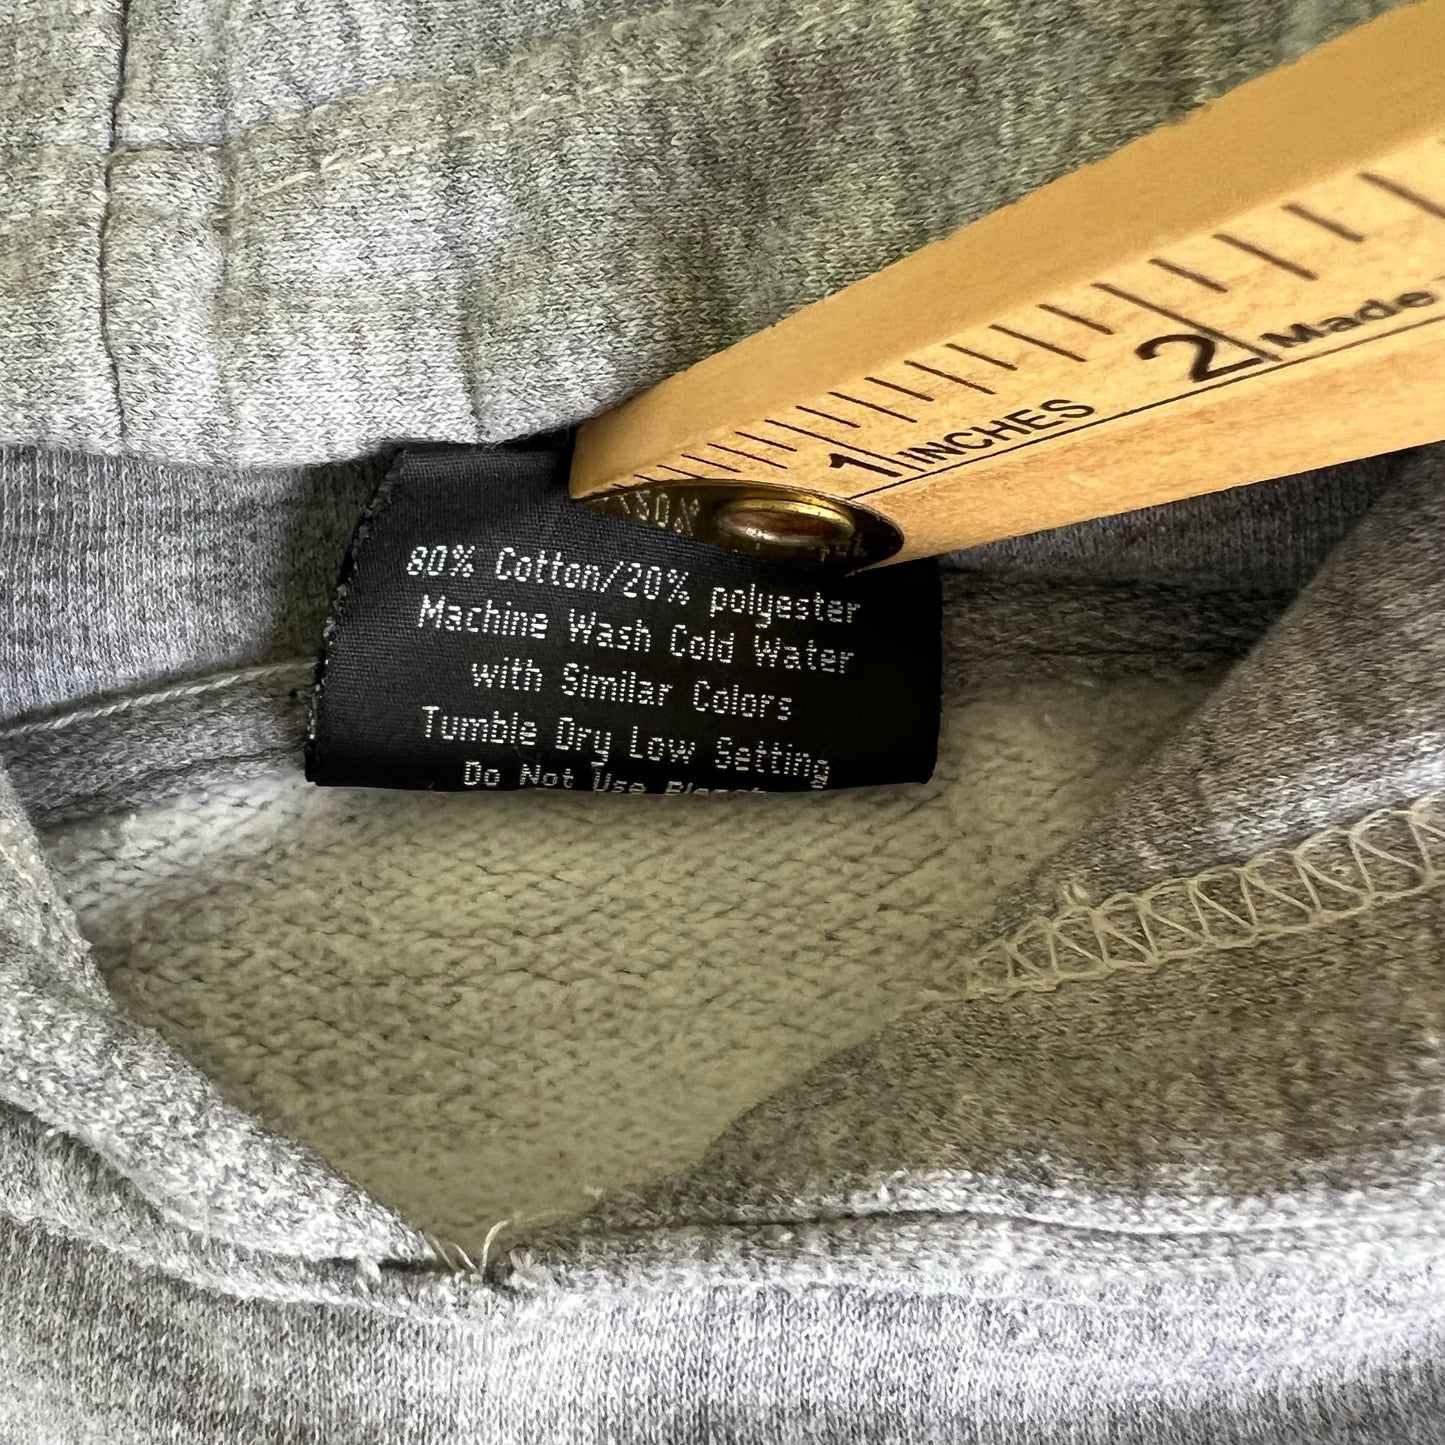 1 INCHES
2 Made
80% Cotton/20% polyester
Machine Wash Cold Water
with Similar Colors
Tumble Dry Low Setting
Do Not Use